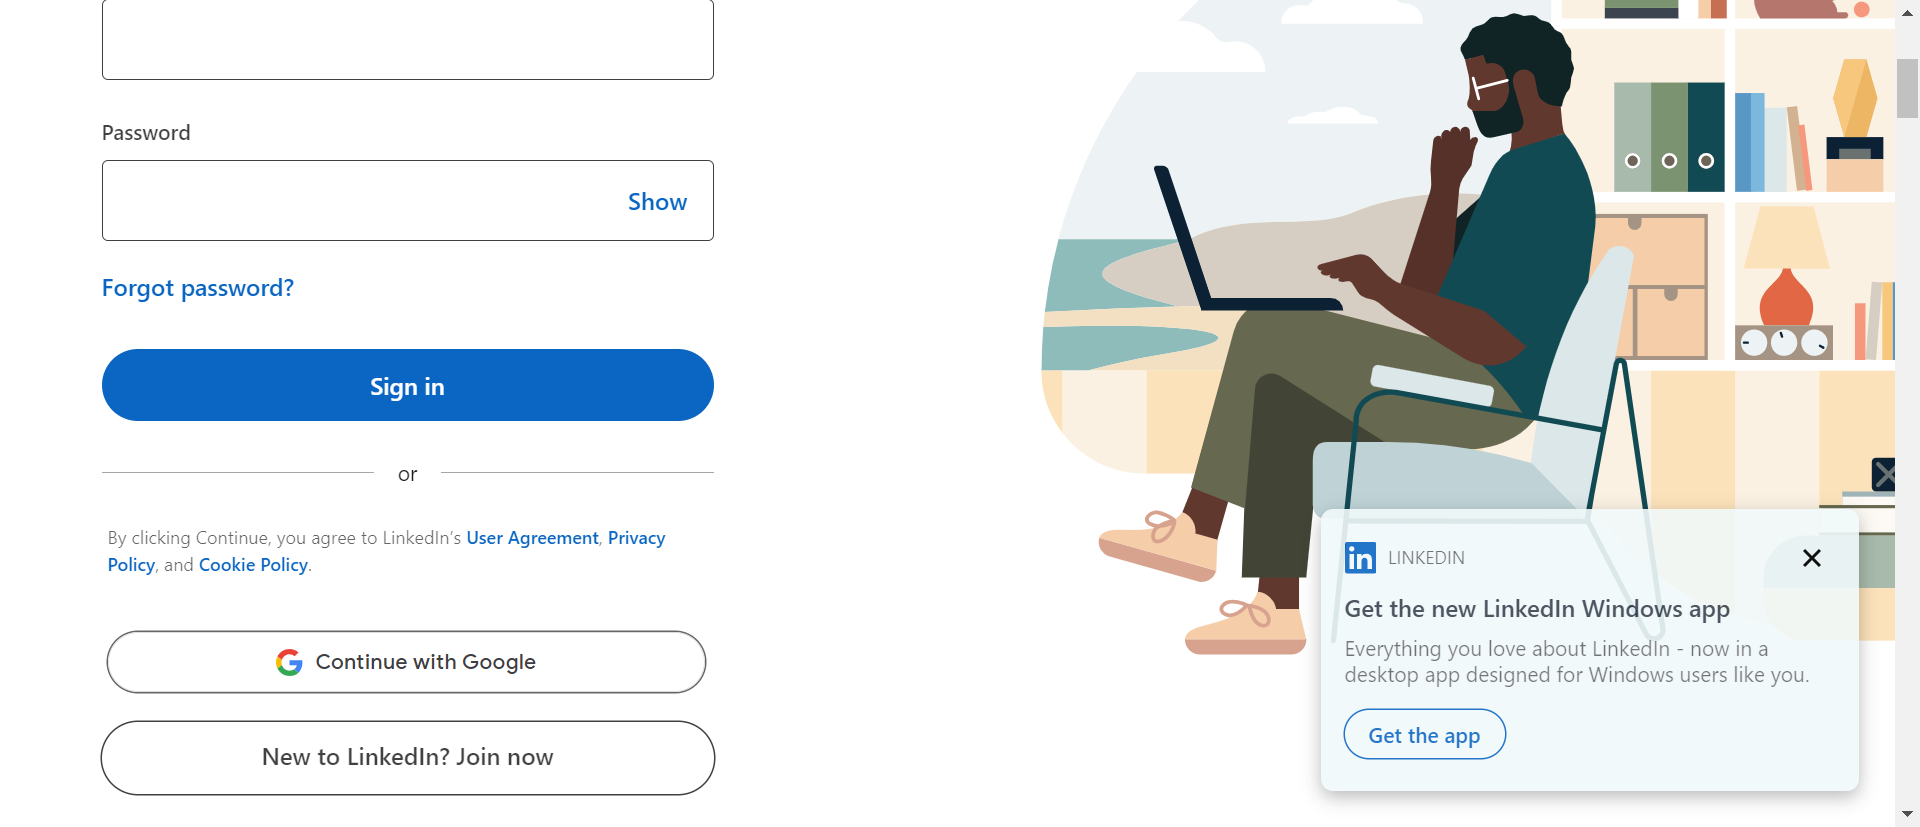 Password
Show
Forgot password?
Sign in
or
By clicking Continue, you agree to LinkedIn's User Agreement, Privacy
Policy, and Cookie Policy.
Continue with Google
New to LinkedIn? Join now
in LINKEDIN
Get the new LinkedIn Windows app
Everything you love about LinkedIn - now in a
desktop app designed for Windows users like you.
Get the app